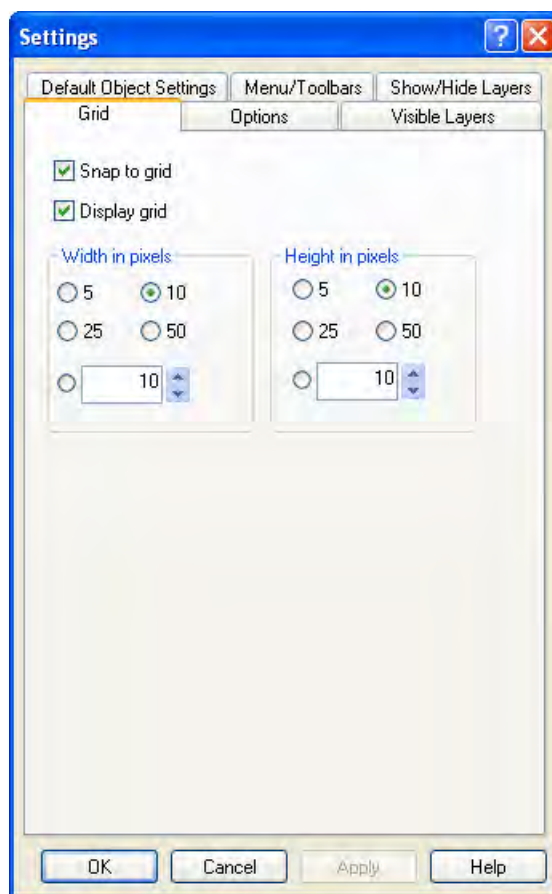 Settings
Default Object Settings Menu/Toolbars Show/Hide Layers
Grid Options Visible Layers
Snap to grid
Display grid
Width in pixels Height in pixels
5 10 5 10
25 50 25 50
10 10
OK Cancel Apply Help